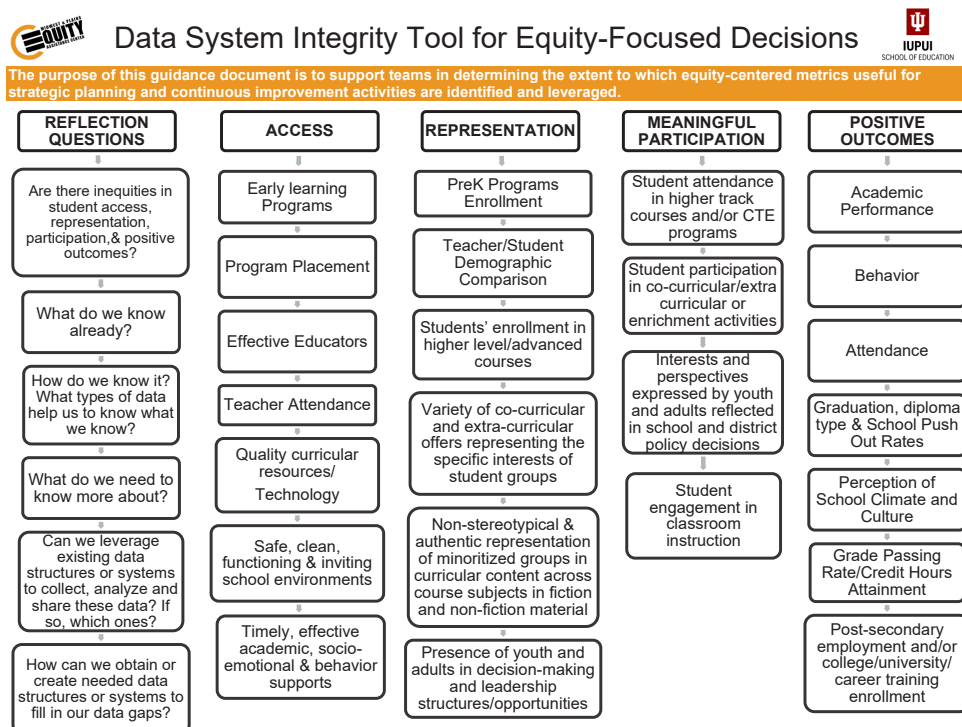 MIDWEST & PLAINS
EQUITY
ASSISTANCE CENTER
Data System Integrity Tool for Equity-Focused Decisions
IUPUI
SCHOOL OF EDUCATION
The purpose of this guidance document is to support teams in determining the extent to which equity-centered metrics useful for
strategic planning and continuous improvement activities are identified and leveraged.
REFLECTION
QUESTIONS
Are there inequities in
student access,
representation,
participation,& positive
outcomes?
What do we know
already?
How do we know it?
What types of data
help us to know what
we know?
What do we need to
know more about?
Can we leverage
existing data
structures or systems
to collect, analyze and
share these data? If
so, which ones?
How can we obtain or
create needed data
structures or systems to
fill in our data gaps?
ACCESS
Early learning
Programs
Program Placement
Effective Educators
Teacher Attendance
Quality curricular
resources/
Technology
Safe, clean,
functioning & inviting
school environments
Timely, effective
academic, socio-
emotional & behavior
supports
REPRESENTATION
PreK Programs
Enrollment
Teacher/Student
Demographic
Comparison
Students' enrollment in
higher level/advanced
courses
Variety of co-curricular
and extra-curricular
offers representing the
specific interests of
student groups
Non-stereotypical &
authentic representation
of minoritized groups in
curricular content across
course subjects in fiction
and non-fiction material
Presence of youth and
adults in decision-making
and leadership
structures/opportunities
MEANINGFUL
PARTICIPATION
Student attendance
in higher track
courses and/or CTE
programs
Student participation
in co-curricular/extra
curricular or
enrichment activities
Interests and
perspectives
expressed by youth
and adults reflected
in school and district
policy decisions
Student
engagement in
classroom
instruction
POSITIVE
OUTCOMES
Academic
Performance
Behavior
Attendance
Graduation, diploma
type & School Push
Out Rates
Perception of
School Climate and
Culture
Grade Passing
Rate/Credit Hours
Attainment
Post-secondary
employment and/or
college/university/
career training
enrollment